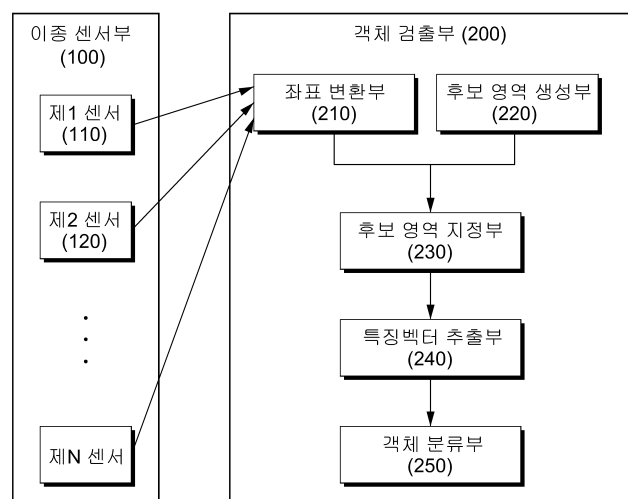 이종 센서부
(100)
제1 센서
(110)
제2 센서
(120)
제N 센서
객체 검출부 (200)
좌표 변환부
(210)
후보 영역 생성부
(220)
후보 영역 지정부
(230)
특징벡터 추출부
(240)
객체 분류부
(250)